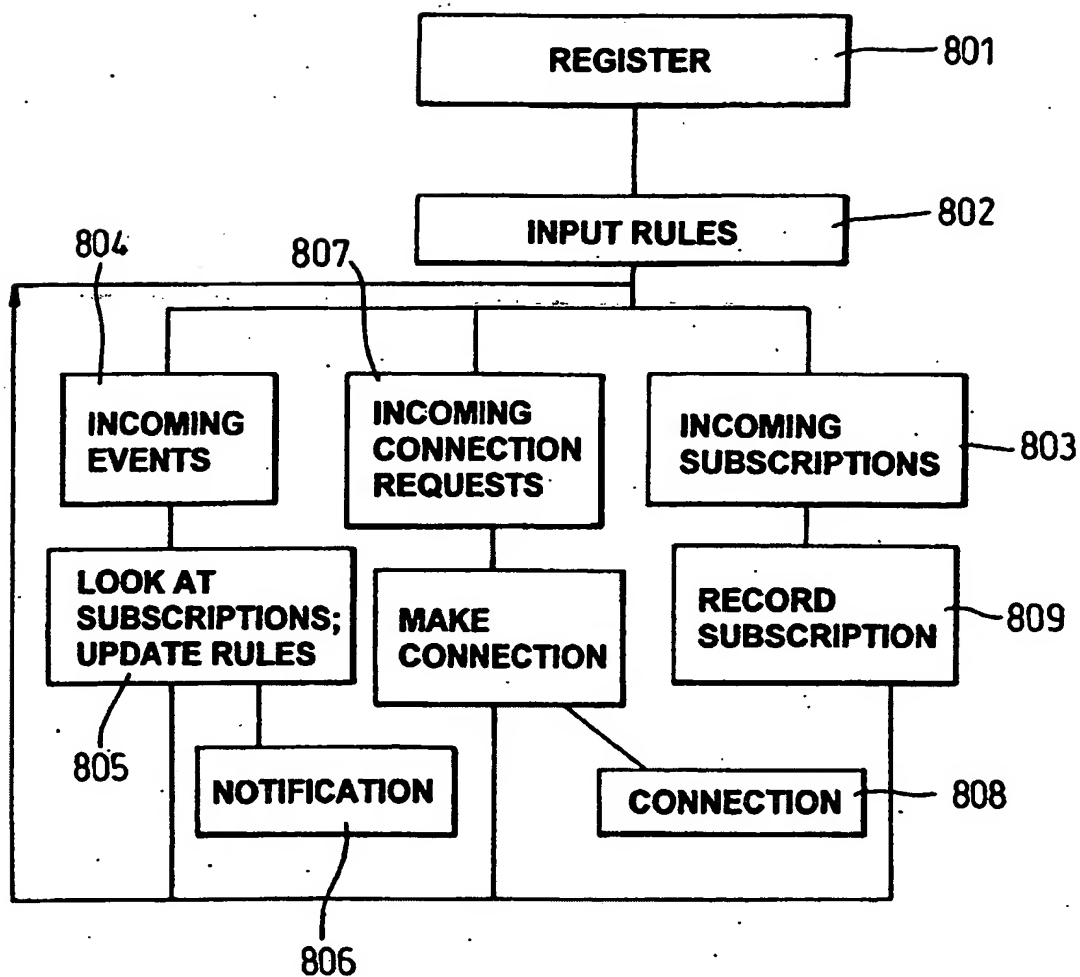 REGISTER
801
INPUT RULES
802
804
807
INCOMING
EVENTS
INCOMING
CONNECTION
REQUESTS
INCOMING
SUBSCRIPTIONS
803
LOOK AT
SUBSCRIPTIONS;
UPDATE RULES
MAKE
CONNECTION
RECORD
SUBSCRIPTION
809
805
NOTIFICATION
CONNECTION
808
806